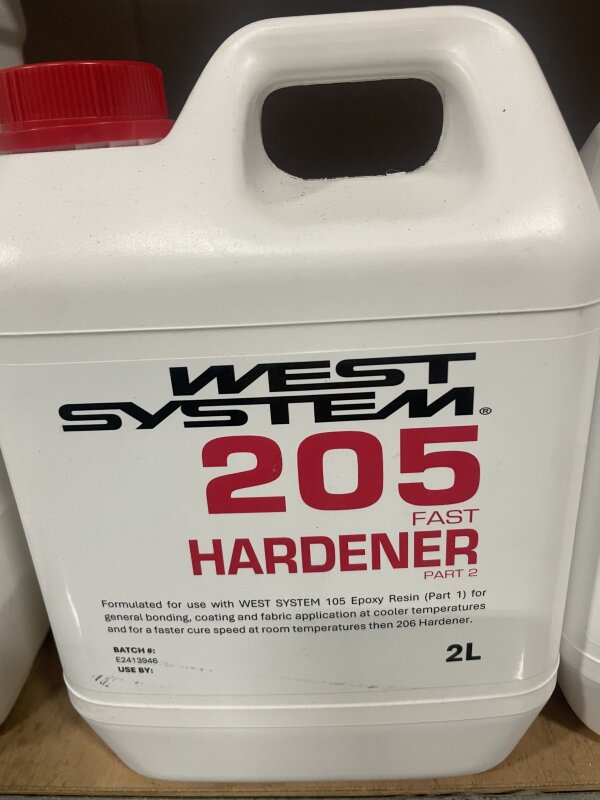 WEST
SYSTEM®
205
FAST
HARDENER
PART 2
Formulated for use with WEST SYSTEM 105 Epoxy Resin (Part 1) for
general bonding, coating and fabric application at cooler temperatures
and for a faster cure speed at room temperatures then 206 Hardener.
BATCH #:
E2413946
USE BY:
2L